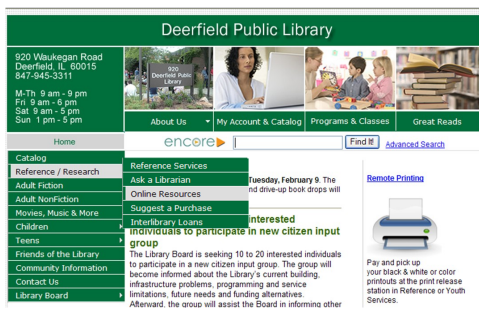 Deerfield Public Library
920 Waukegan Road
Deerfield, IL 60015
847-945-3311
M-Th 9 am - 9 pm
Fri 9 am - 6 pm
Sat 9 am - 5 pm
Sun 1 pm - 5 pm
920
Deerfield Public
Library
About Us
My Account & Catalog
Programs & Classes
Great Reads
Home
encore
Find It!
Advanced Search
Catalog
Reference / Research
Adult Fiction
Adult NonFiction
Movies, Music & More
Children
Teens
Friends of the Library
Community Information
Contact Us
Library Board
Reference Services
Ask a Librarian
Online Resources
Suggest a Purchase
Interlibrary Loans
Tuesday, February 9. The
nd drive-up book drops will
interested
individuals to participate in new citizen input
group
The Library Board is seeking 10 to 20 interested individuals
to participate in a new citizen input group. The group will
become informed about the Library's current building,
infrastructure problems, programming and service
limitations, future needs and funding alternatives.
Afterward, the group will assist the Board in informing other
Remote Printing
Pay and pick up
your black & white or color
printouts at the print release
station in Reference or Youth
Services.